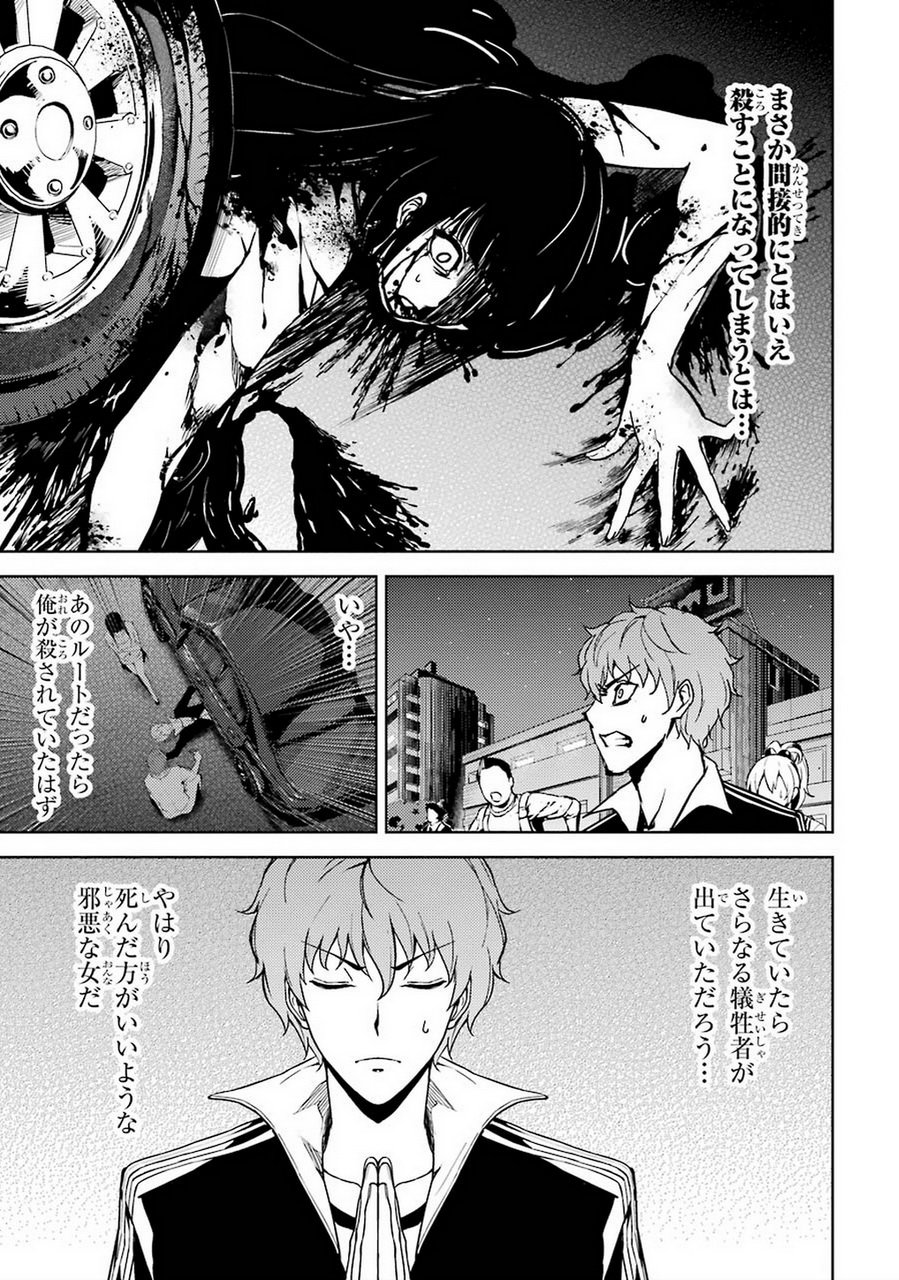 まさか間接的にとはいえ
殺すことになってしまうとは…
いや…
あのルートだったら
俺が殺されていたはず
生きていたら
さらなる犠牲者が
出ていただろう…
やはり
死んだ方がいいような
邪悪な女だ